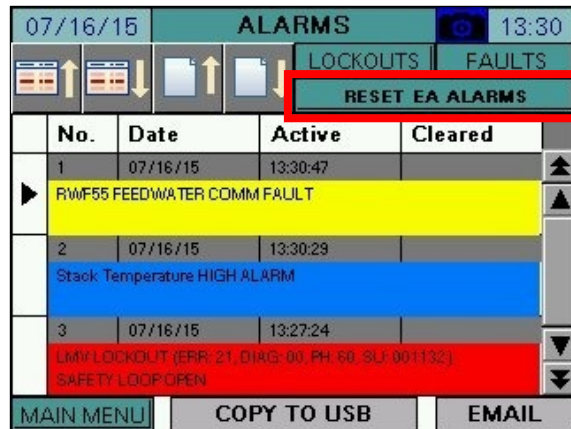 07/16/15 ALARMS 13:30
LOCKOUTS FAULTS
RESET EA ALARMS
No. Date Active Cleared
1 07/16/15 13:30:47
RWF55 FEEDWATER COMM FAULT
2 07/16/15 13:30:29
Stack Temperature HIGH ALARM
3 07/16/15 13:27:24
LMV LOCKOUT (ERR: 21, DIAG: 00, PH: 60, SU: 001132)
SAFETY LOOP OPEN
MAIN MENU COPY TO USB EMAIL